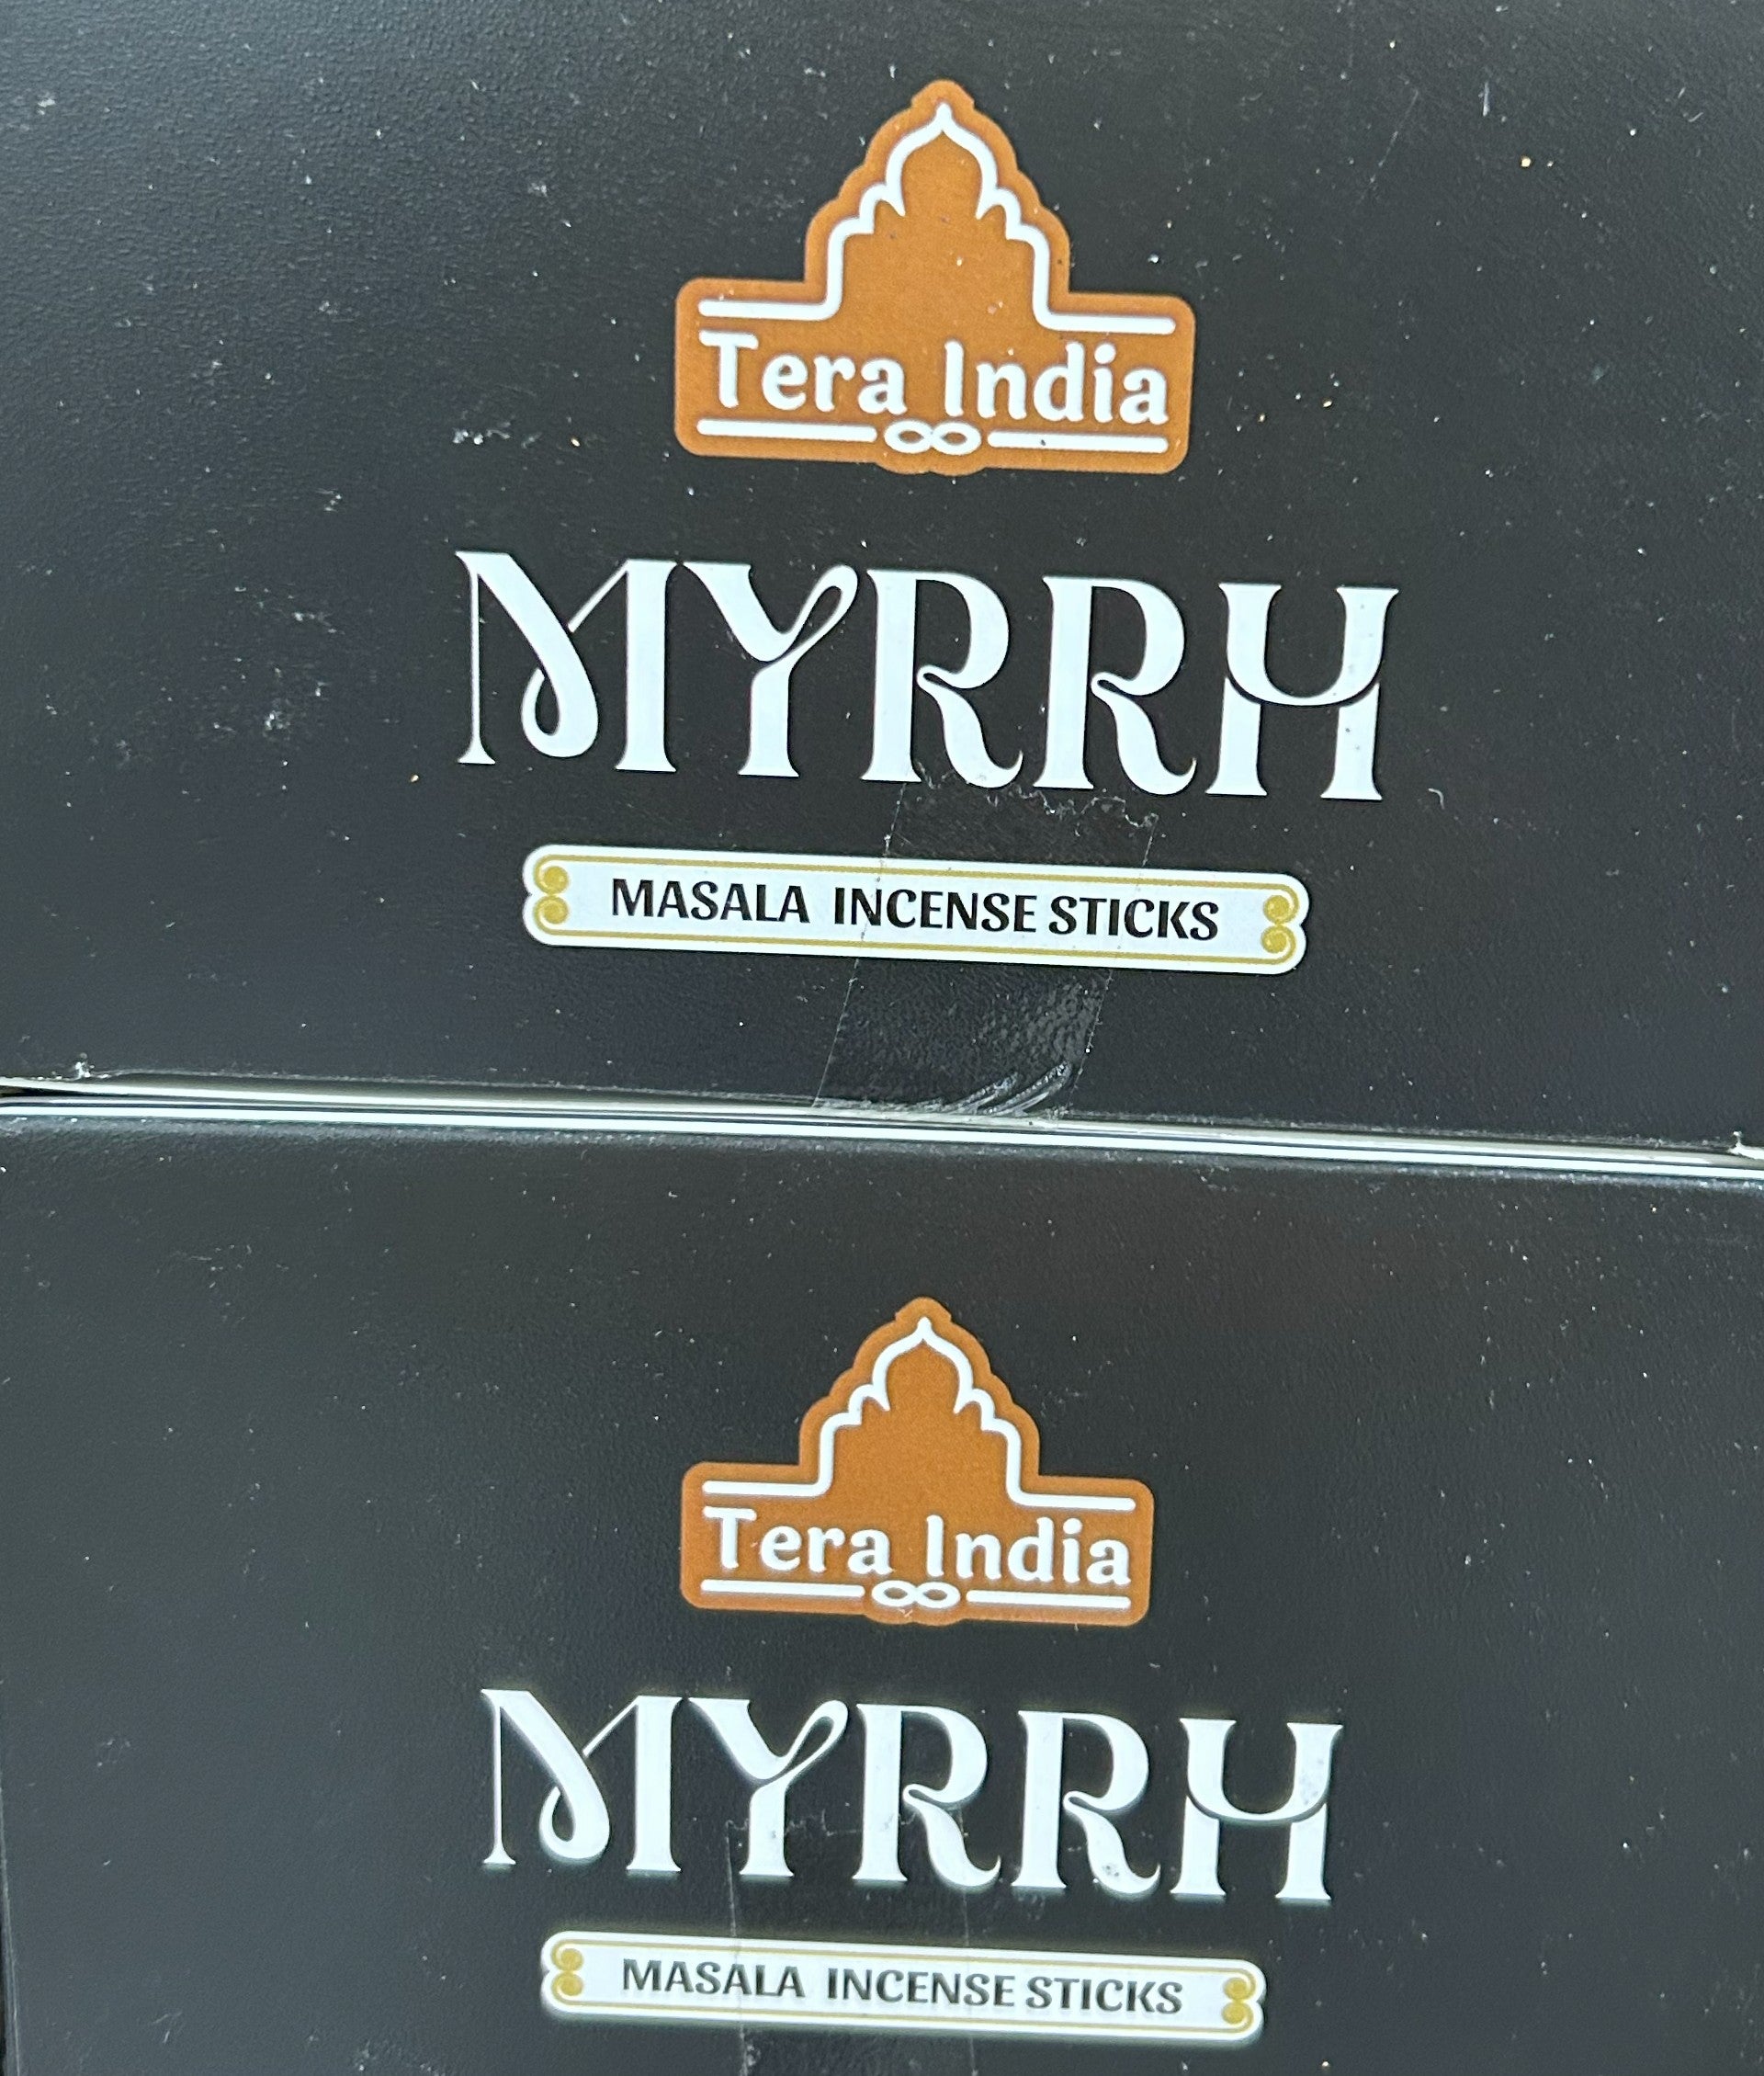 Tera India
MYRRH
MASALA INCENSE STICKS
Tera India
MYRRH
MASALA INCENSE STICKS